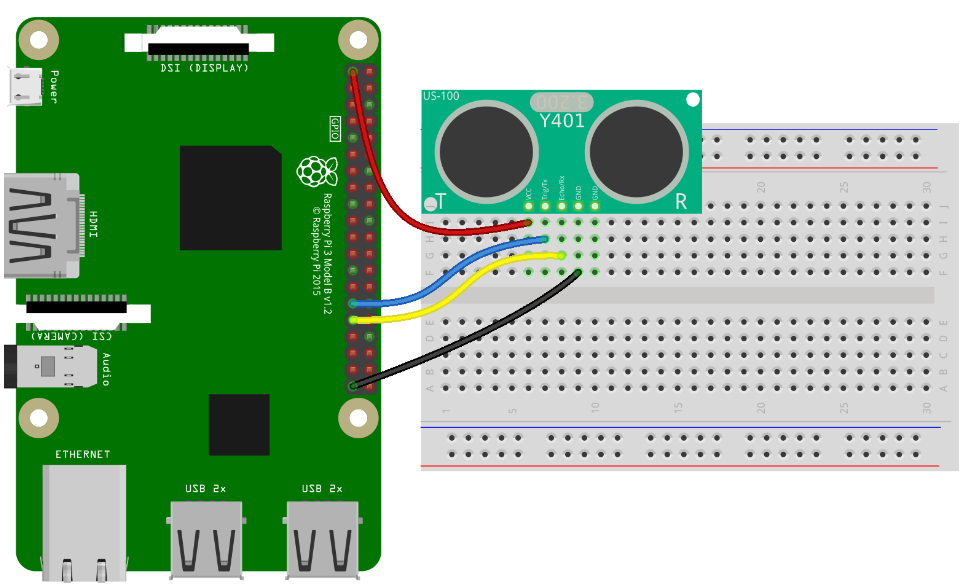 DSI (DISPLAY)
Power
GPIO
HDMI
Raspberry Pi 3 Model B v1.2
© Raspberry Pi 2015
CSI (CAMERA)
Audio
ETHERNET
USB 2x
USB 2x
US-100
Y401
VCC
Trig/Tx
Echo/Rx
GND
GND
T
R
20 25 30
J
I
H H
G G
F F
E E
D D
C C
B B
A A
1 5 10 15 20 25 30